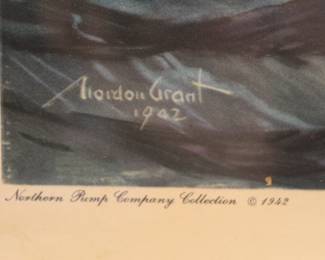 Gordon Grant
1942
Northern Pump Company Collection © 1942